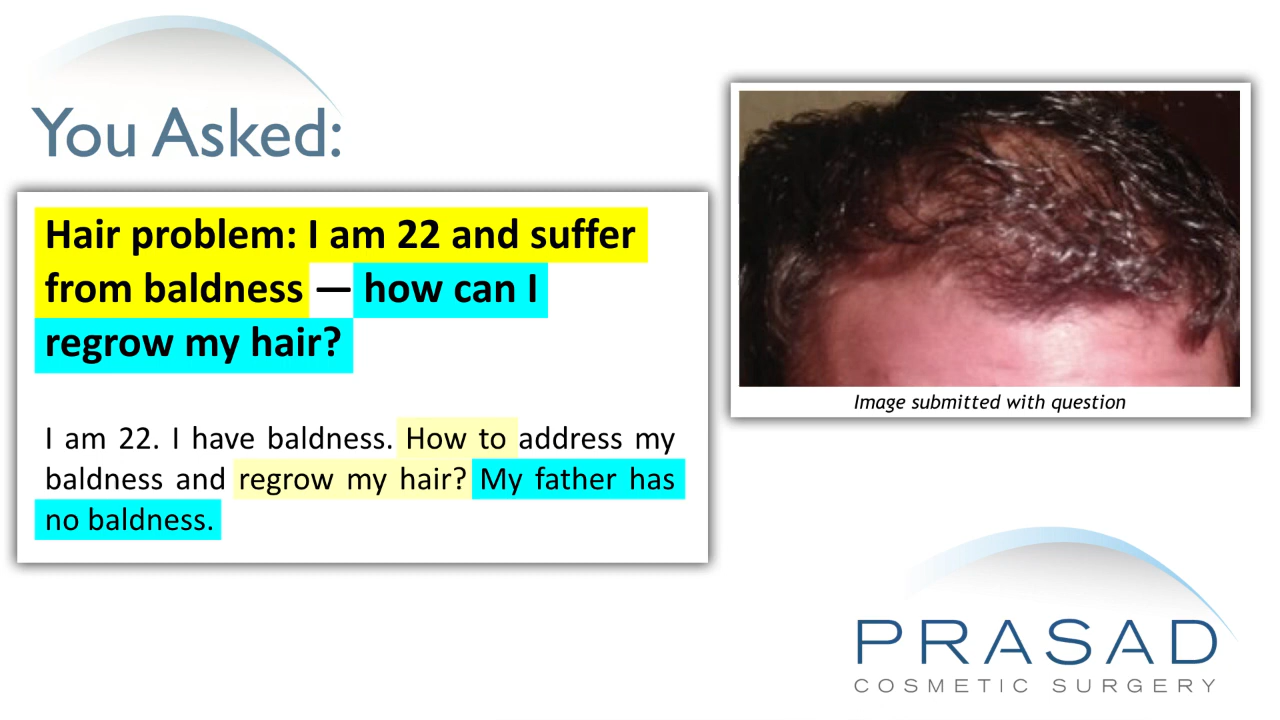 You Asked:
Hair problem: I am 22 and suffer
from baldness — how can I
regrow my hair?
I am 22. I have baldness. How to address my
baldness and regrow my hair? My father has
no baldness.
Image submitted with question
PRASAD
COSMETIC SURGERY